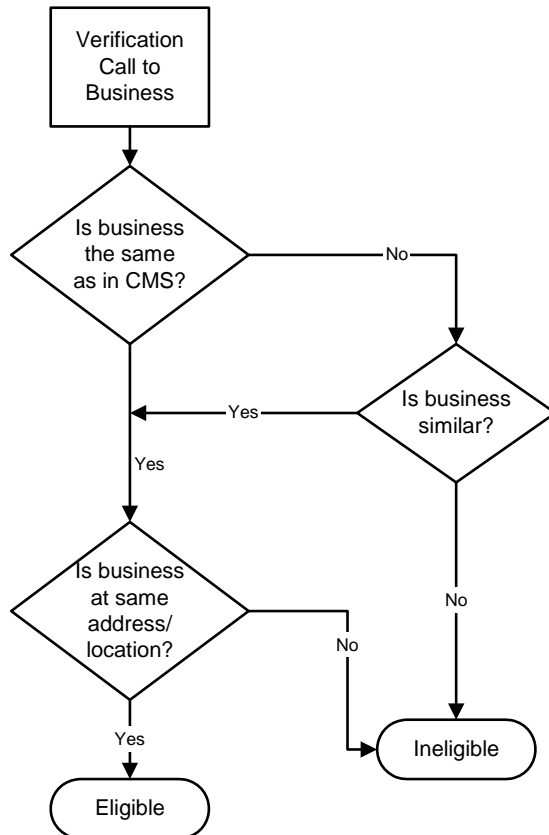 Verification
Call to
Business
Is business
the same
as in CMS?
No
Is business
similar?
Yes
Yes
Is business
at same
address/
location?
No
No
Yes
Ineligible
Eligible